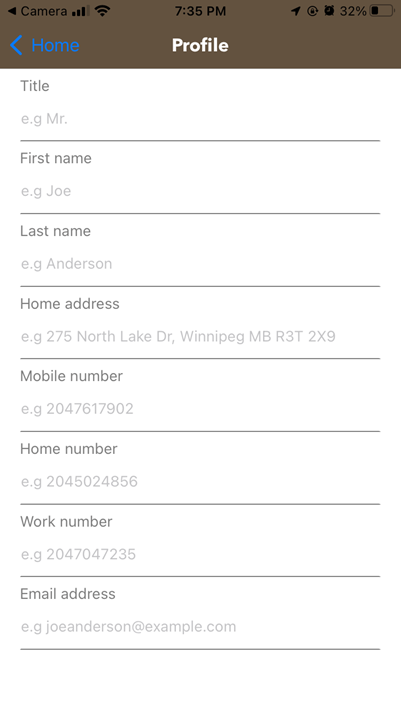 Camera 7:35 PM 32%
Home Profile
Title
e.g Mr.
First name
e.g Joe
Last name
e.g Anderson
Home address
e.g 275 North Lake Dr, Winnipeg MB R3T 2X9
Mobile number
e.g 2047617902
Home number
e.g 2045024856
Work number
e.g 2047047235
Email address
e.g joeanderson@example.com